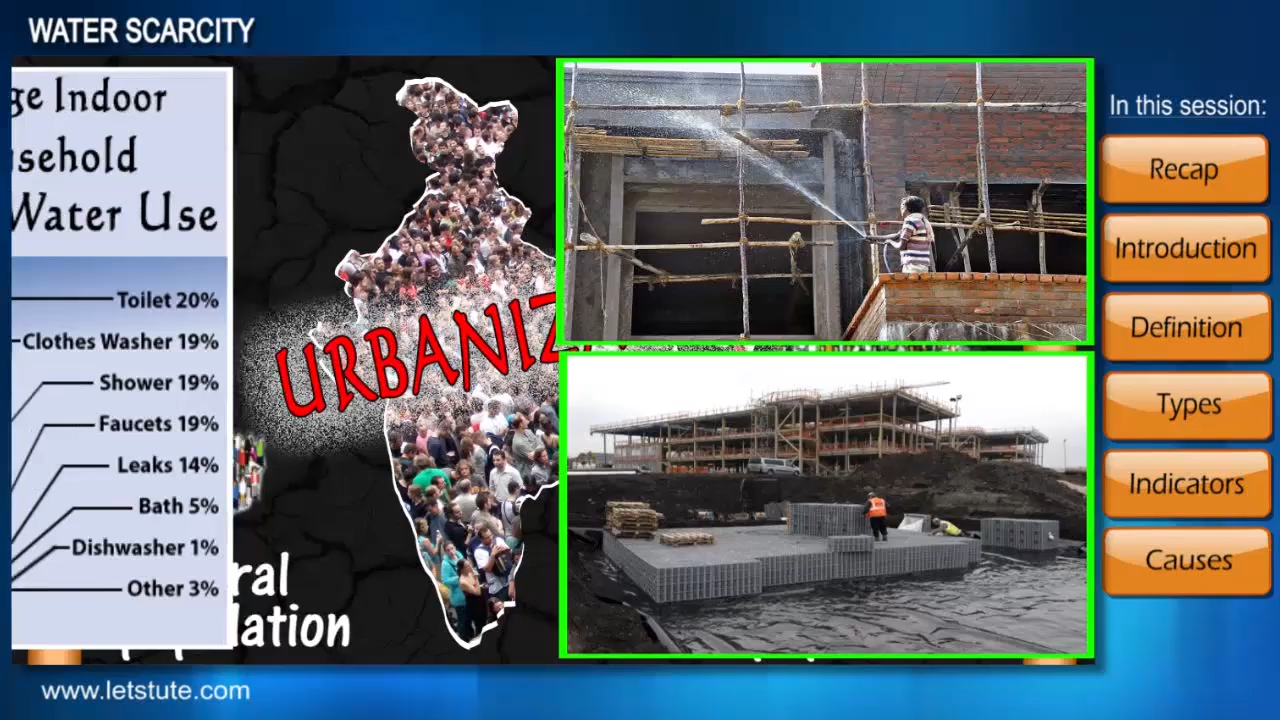 WATER SCARCITY
ge Indoor
sehold
Water Use
Toilet 20%
Clothes Washer 19%
Shower 19%
Faucets 19%
Leaks 14%
Bath 5%
Dishwasher 1%
Other 3%
URBANIZ
ral
lation
In this session:
Recap
Introduction
Definition
Types
Indicators
Causes
www.letstute.com